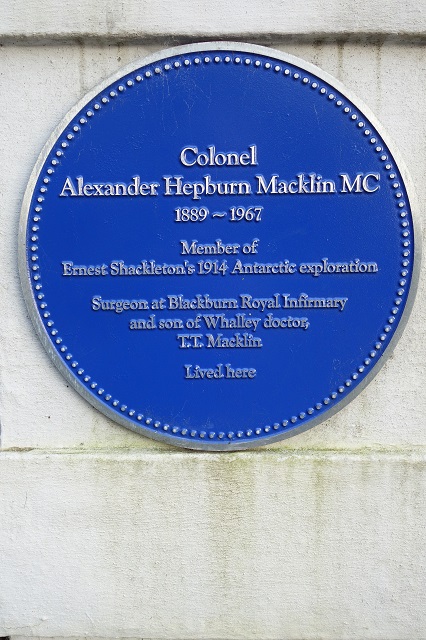 Colonel
Alexander Hepburn Macklin MC
1889 ~ 1967
Member of
Ernest Shackleton's 1914 Antarctic exploration
Surgeon at Blackburn Royal Infirmary
and son of Whalley doctor,
T.T. Macklin
Lived here